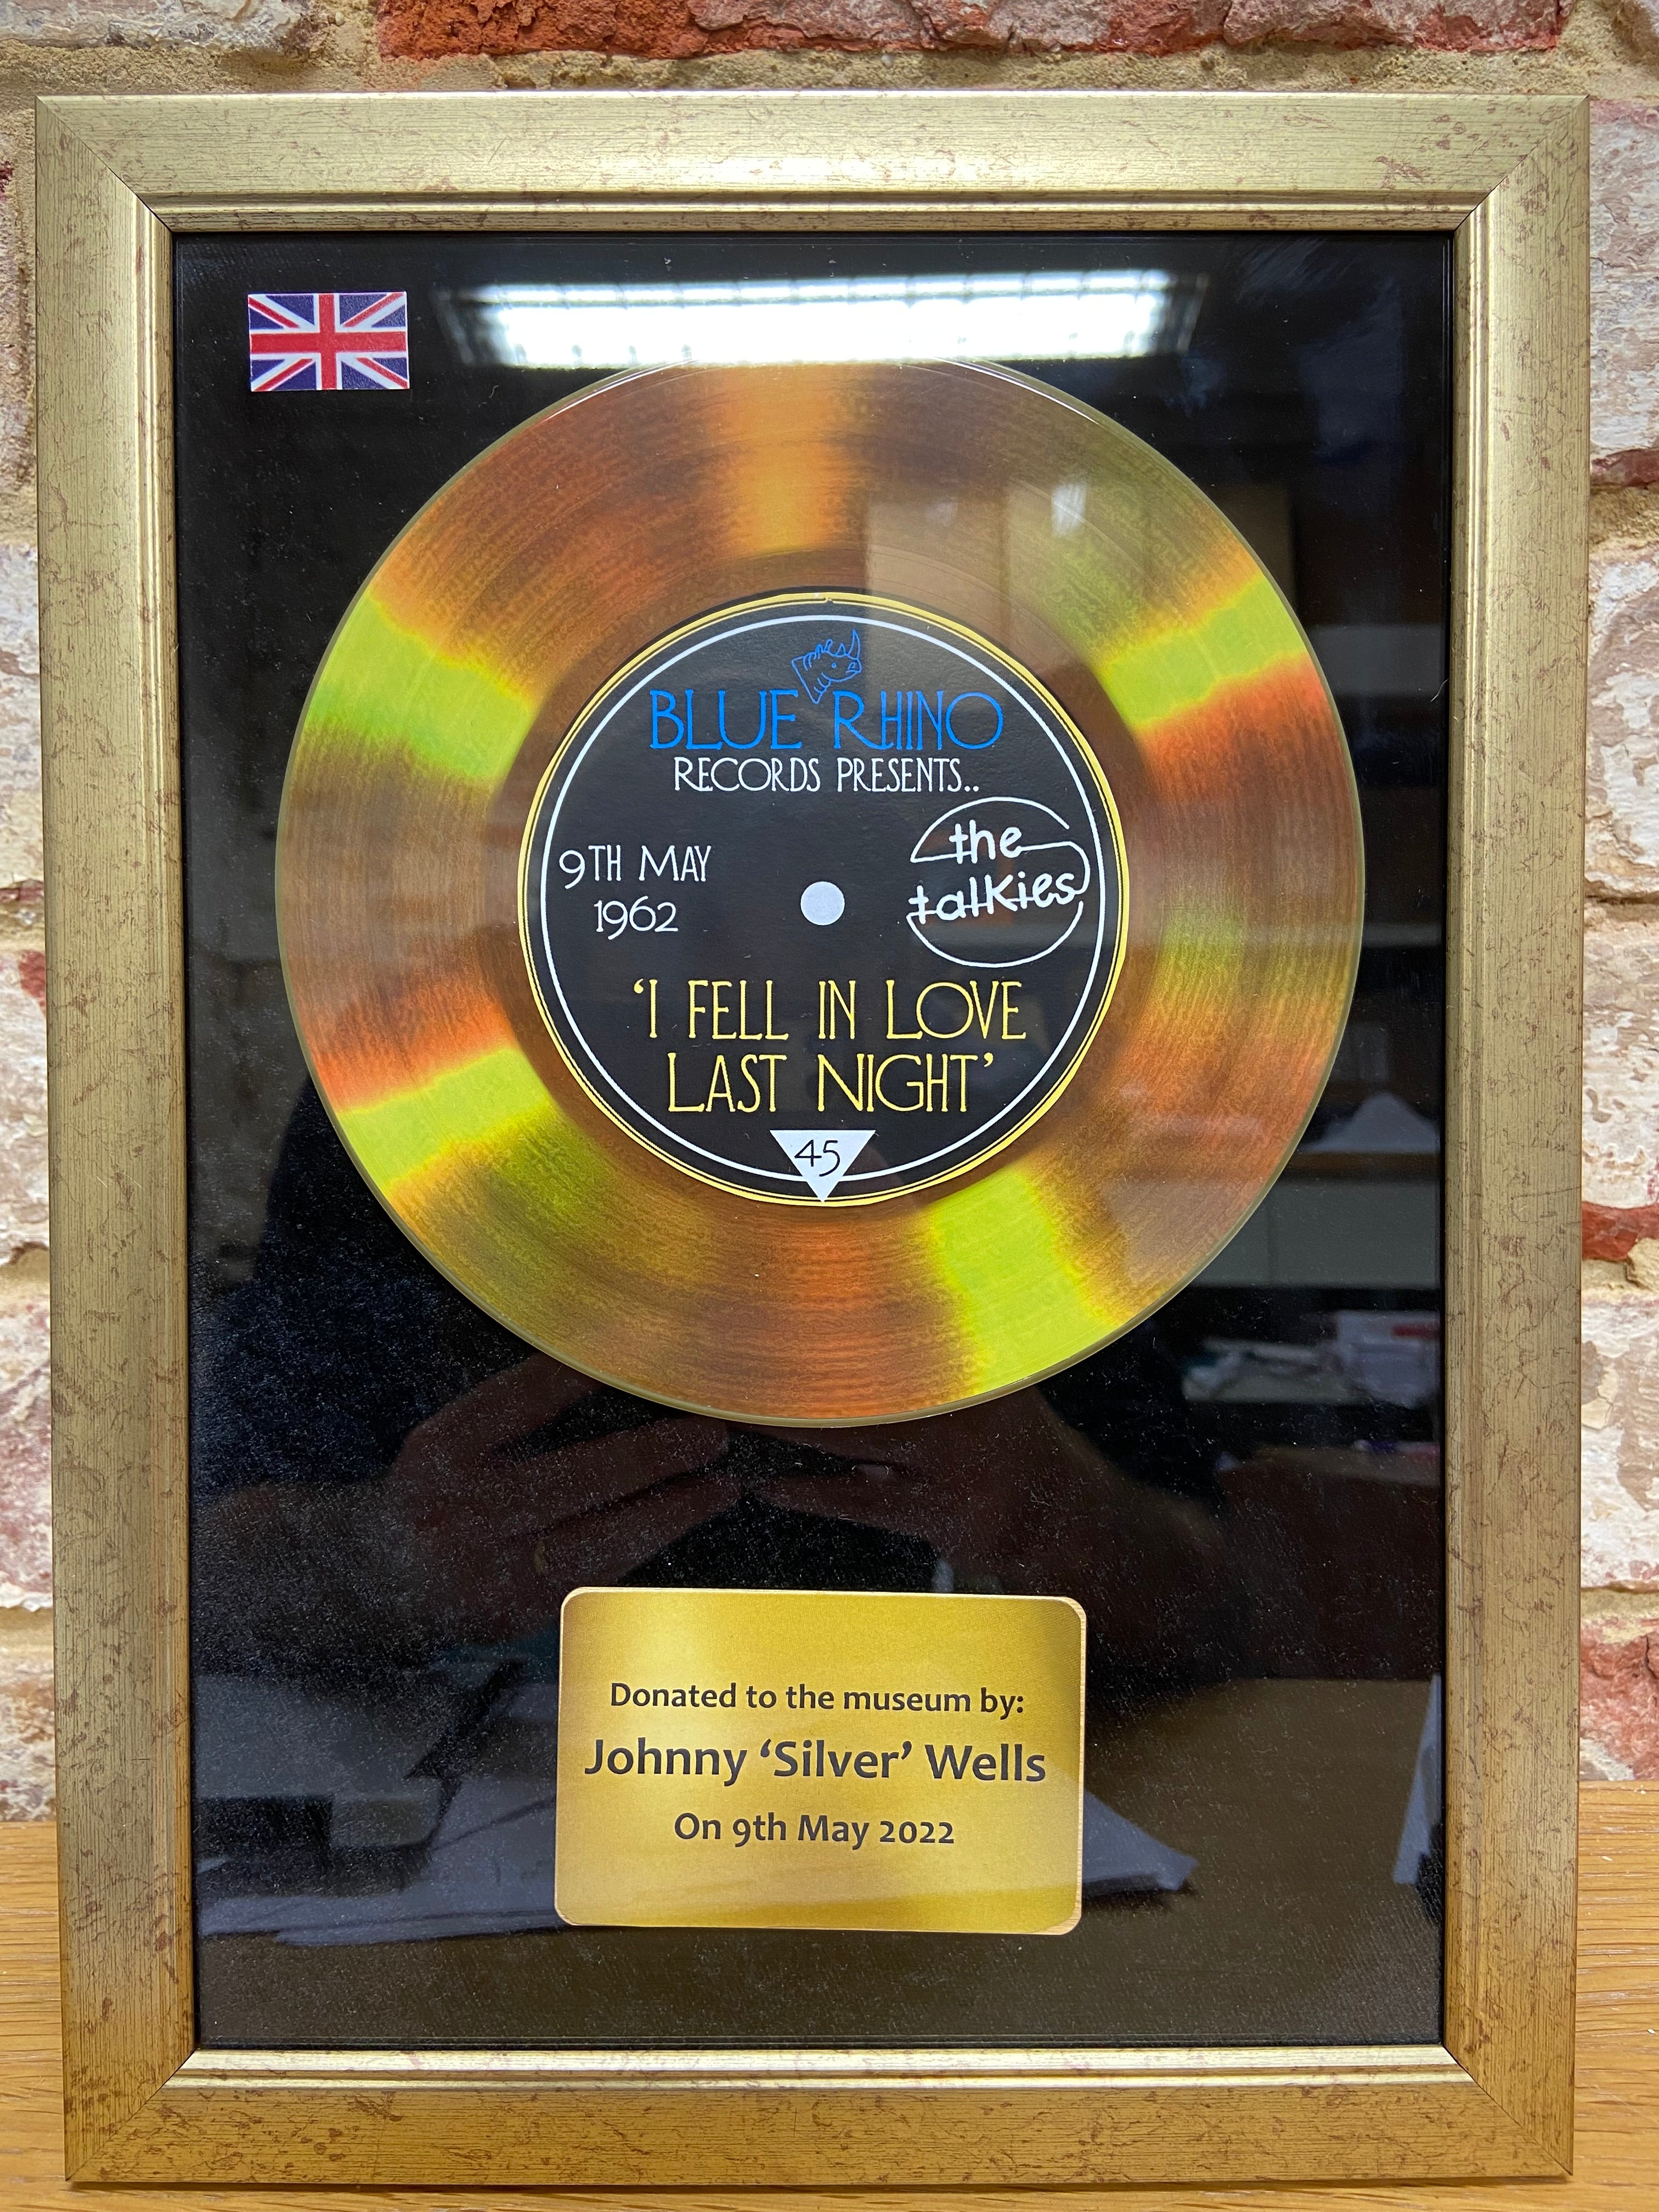 BLUE RHINO
RECORDS PRESENTS..
9TH MAY
1962
the
talkies
‘I FELL IN LOVE
LAST NIGHT’
45
Donated to the museum by:
Johnny ‘Silver’ Wells
On 9th May 2022